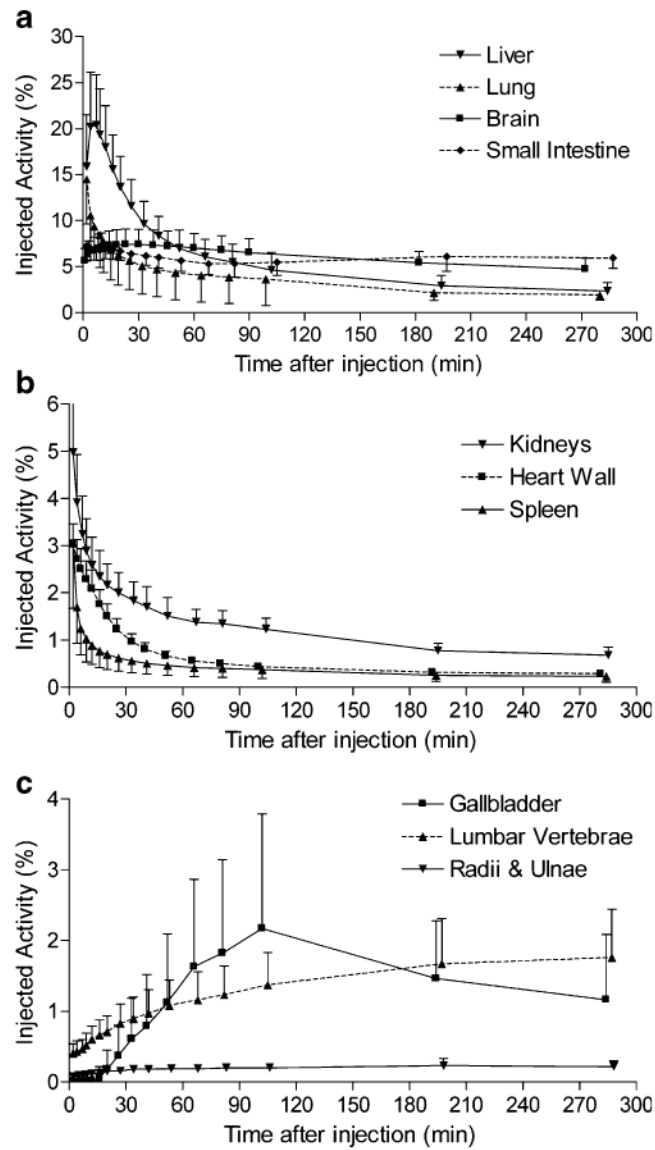 a
30
25
20
15
10
5
0
Injected Activity (%)
Liver
Lung
Brain
Small Intestine
0 30 60 90 120 150 180 210 240 270 300
Time after injection (min)
b
6
5
4
3
2
1
0
Injected Activity (%)
Kidneys
Heart Wall
Spleen
0 30 60 90 120 150 180 210 240 270 300
Time after injection (min)
c
4
3
2
1
0
Injected Activity (%)
Gallbladder
Lumbar Vertebrae
Radii & Ulnae
0 30 60 90 120 150 180 210 240 270 300
Time after injection (min)